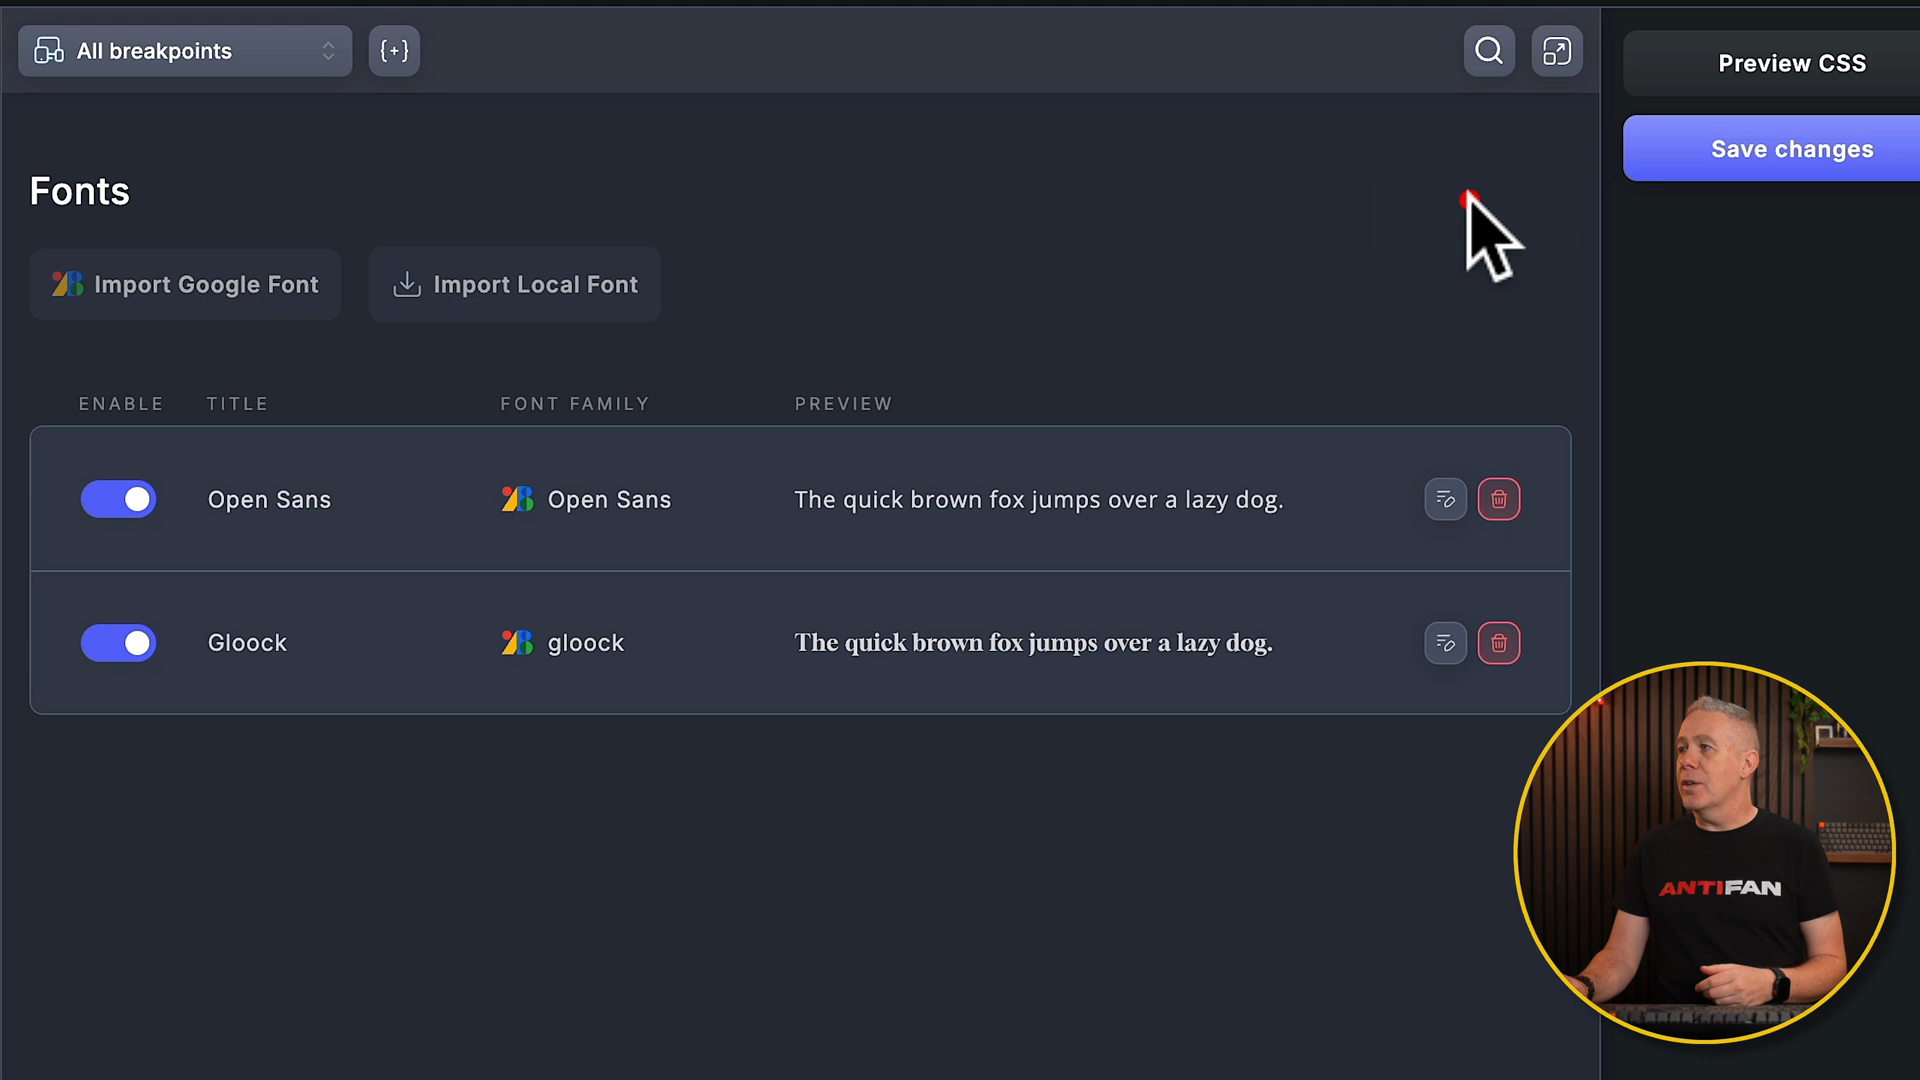 All breakpoints
{+}
Preview CSS
Save changes
Fonts
Import Google Font
Import Local Font
ENABLE TITLE FONT FAMILY PREVIEW
Open Sans Open Sans The quick brown fox jumps over a lazy dog.
Gloock gloock The quick brown fox jumps over a lazy dog.
ANTIFAN